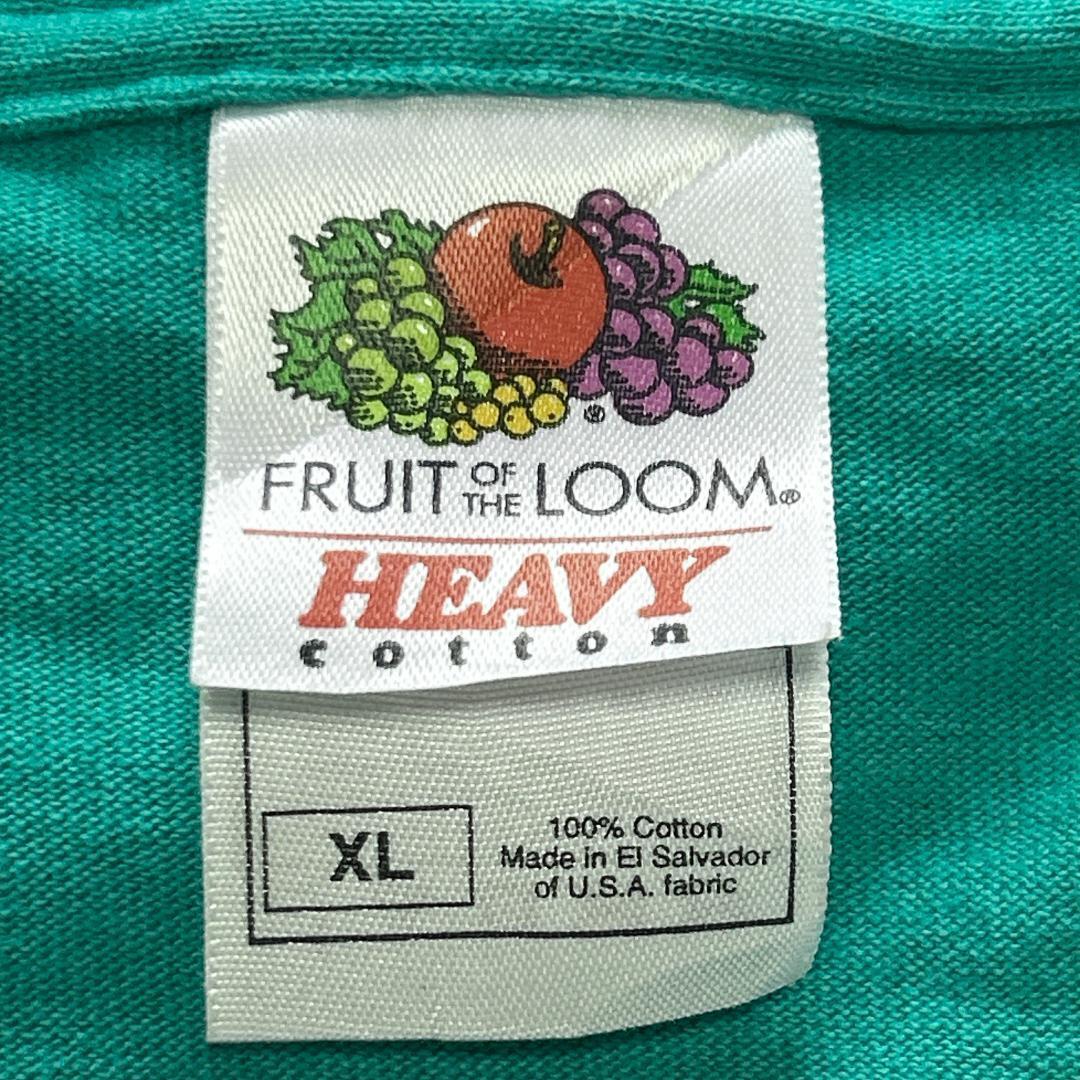 ®
FRUIT OF THE LOOM®
HEAVY
cotton
XL
100% Cotton
Made in El Salvador
of U.S.A. fabric